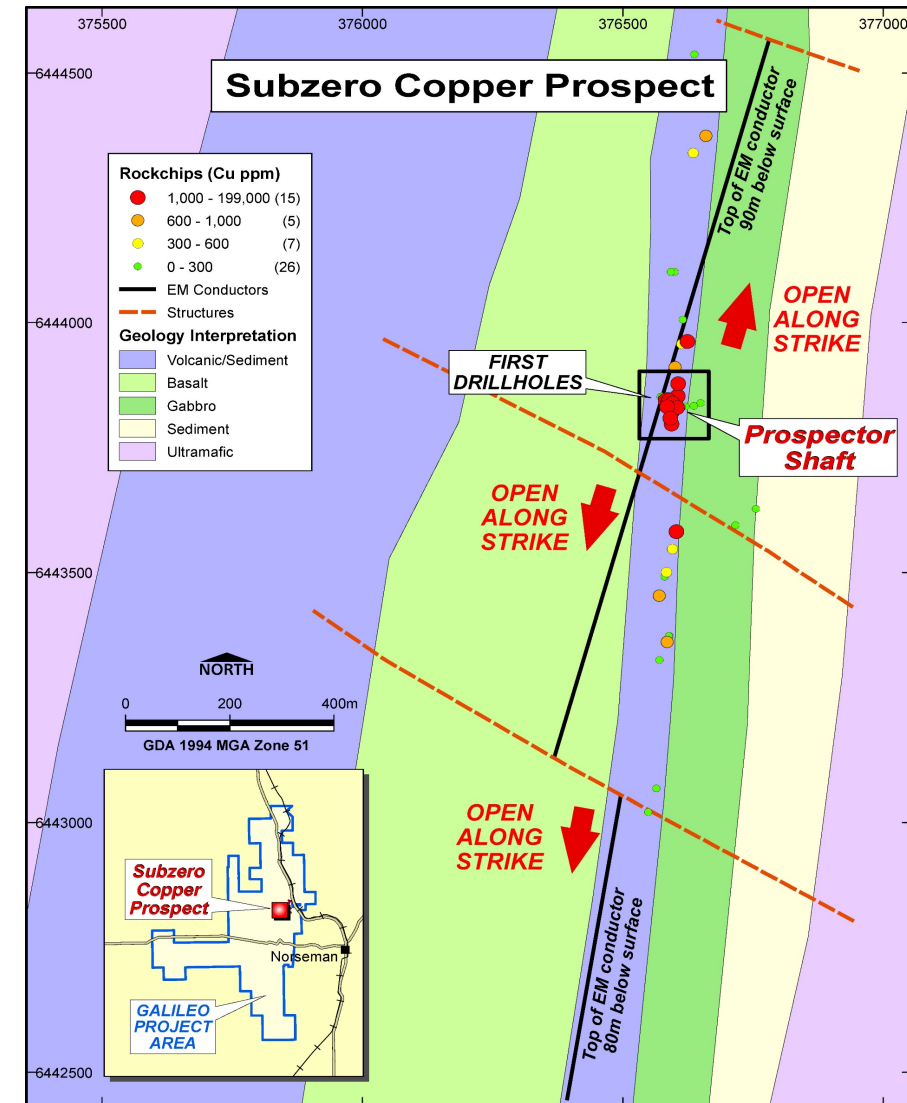 375500
376000
376500
377000
6444500
6444000
6443500
6443000
6442500
Subzero Copper Prospect
Rockchips (Cu ppm)
1,000 - 199,000 (15)
600 - 1,000 (5)
300 - 600 (7)
0 - 300 (26)
EM Conductors
Structures
Geology Interpretation
Volcanic/Sediment
Basalt
Gabbro
Sediment
Ultramafic
Top of EM conductor
90m below surface
OPEN
ALONG
STRIKE
FIRST
DRILLHOLES
Prospector
Shaft
OPEN
ALONG
STRIKE
NORTH
0 200 400m
GDA 1994 MGA Zone 51
OPEN
ALONG
STRIKE
Top of EM conductor
80m below surface
Subzero
Copper
Prospect
Norseman
GALILEO
PROJECT
AREA